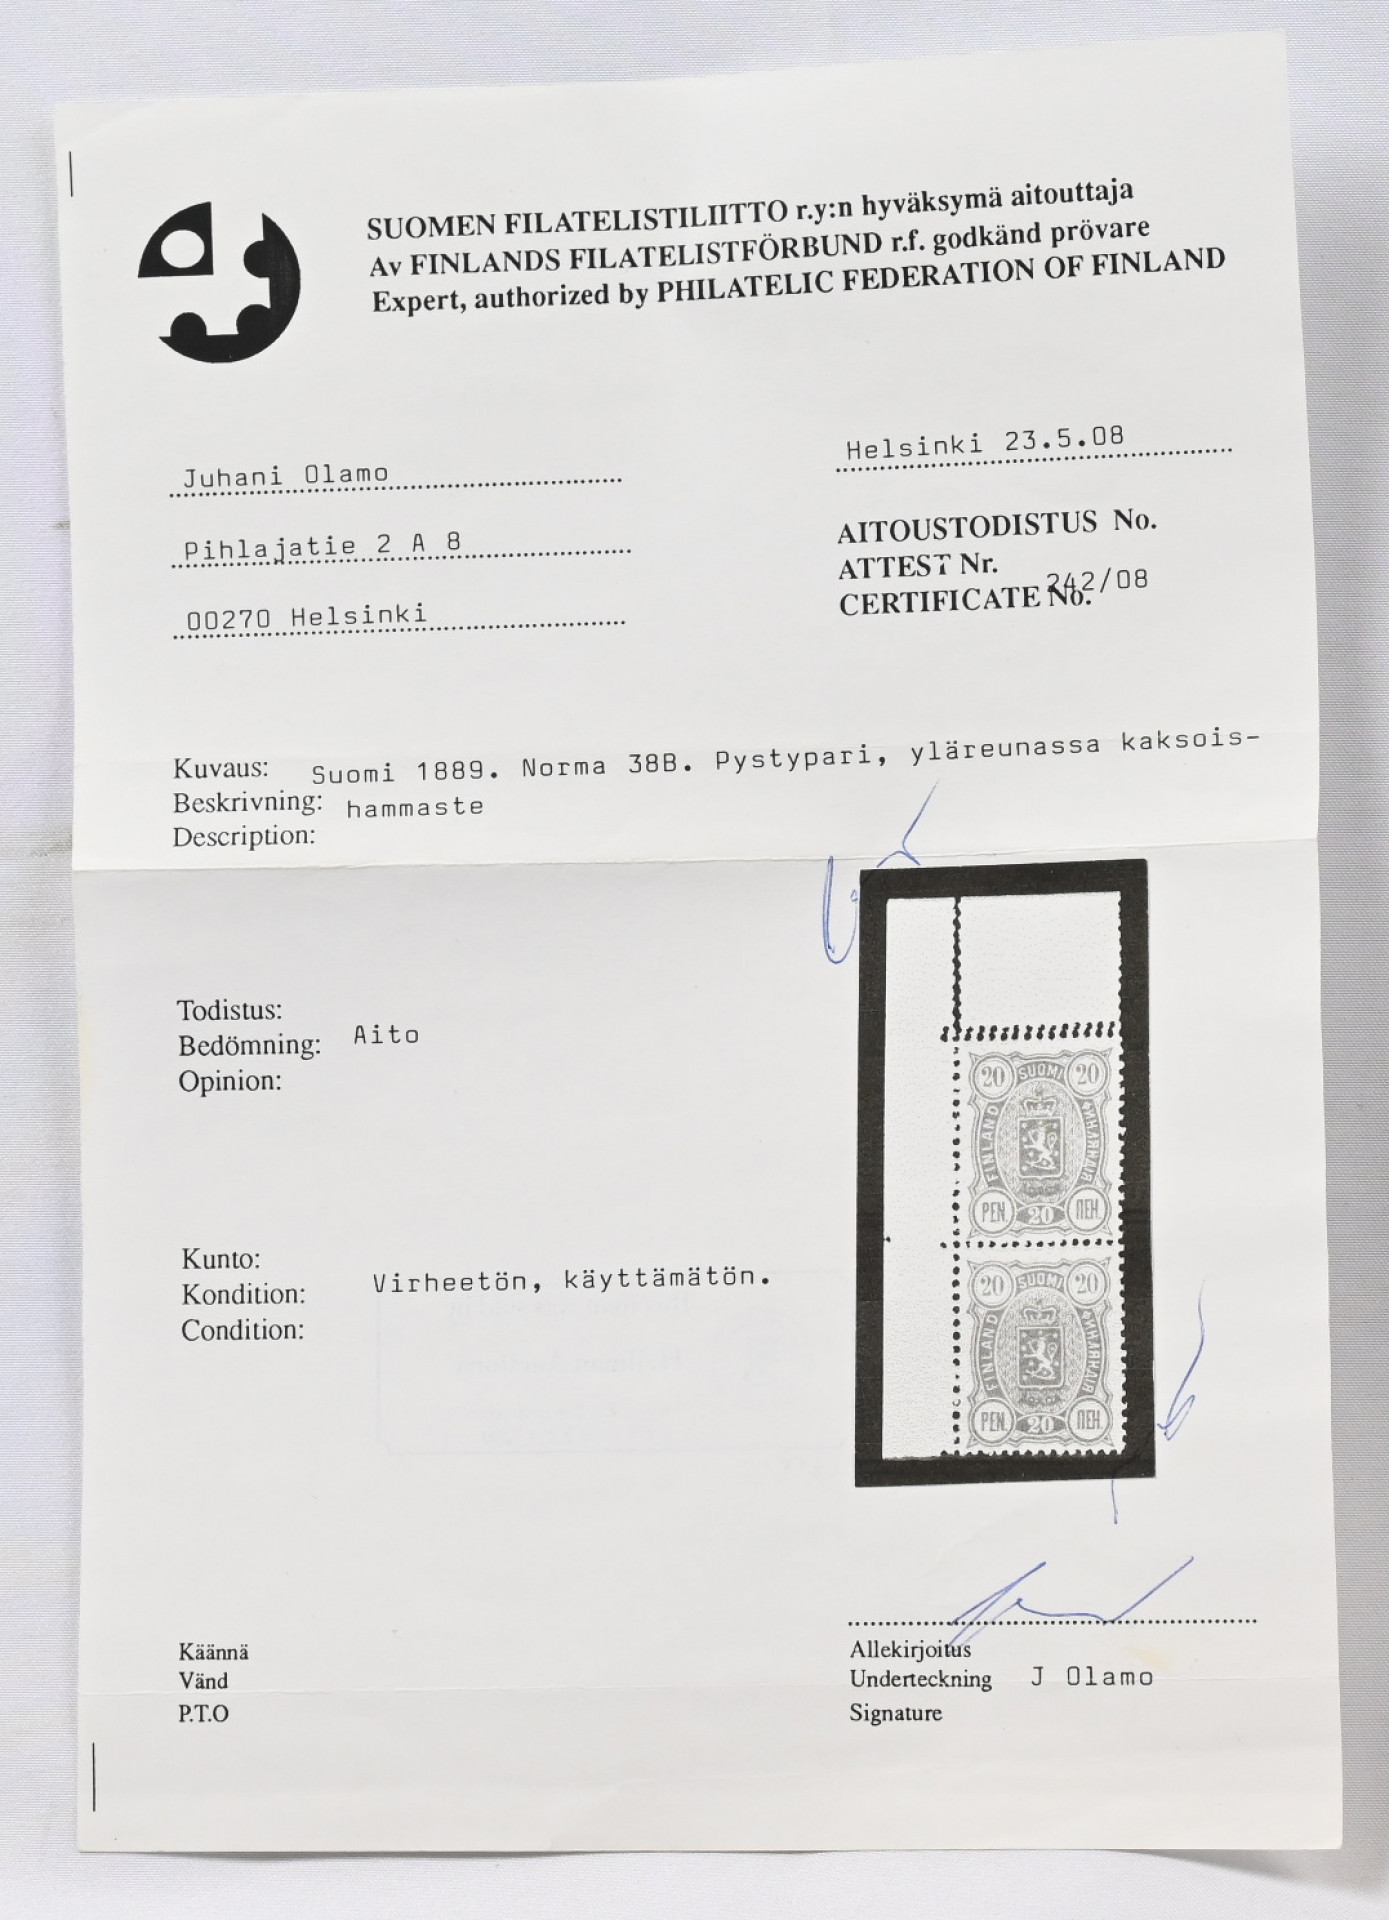 SUOMEN FILATELISTILIITTO r.y:n hyväksymä aitouttaja
Av FINLANDS FILATELISTFÖRBUND r.f. godkänd prövare
Expert, authorized by PHILATELIC FEDERATION OF FINLAND
Juhani Olamo
Pihlajatie 2 A 8
00270 Helsinki
Helsinki 23.5.08
AITOUSTODISTUS No.
ATTEST Nr.
CERTIFICATE No. 242/08
Kuvaus: Suomi 1889. Norma 38B. Pystypari, yläreunassa kaksois-
Beskrivning: hammaste
Description:
Todistus:
Bedömning: Aito
Opinion:
Kunto:
Kondition: Virheetön, käyttämätön.
Condition:
20 SUOMI 20
FINLAND
ФИНЛЯНДІЯ
PEN. 20 ПЕН.
20 SUOMI 20
FINLAND
ФИНЛЯНДІЯ
PEN. 20 ПЕН.
Käännä
Vänd
P.T.O
Allekirjoitus
Underteckning J Olamo
Signature